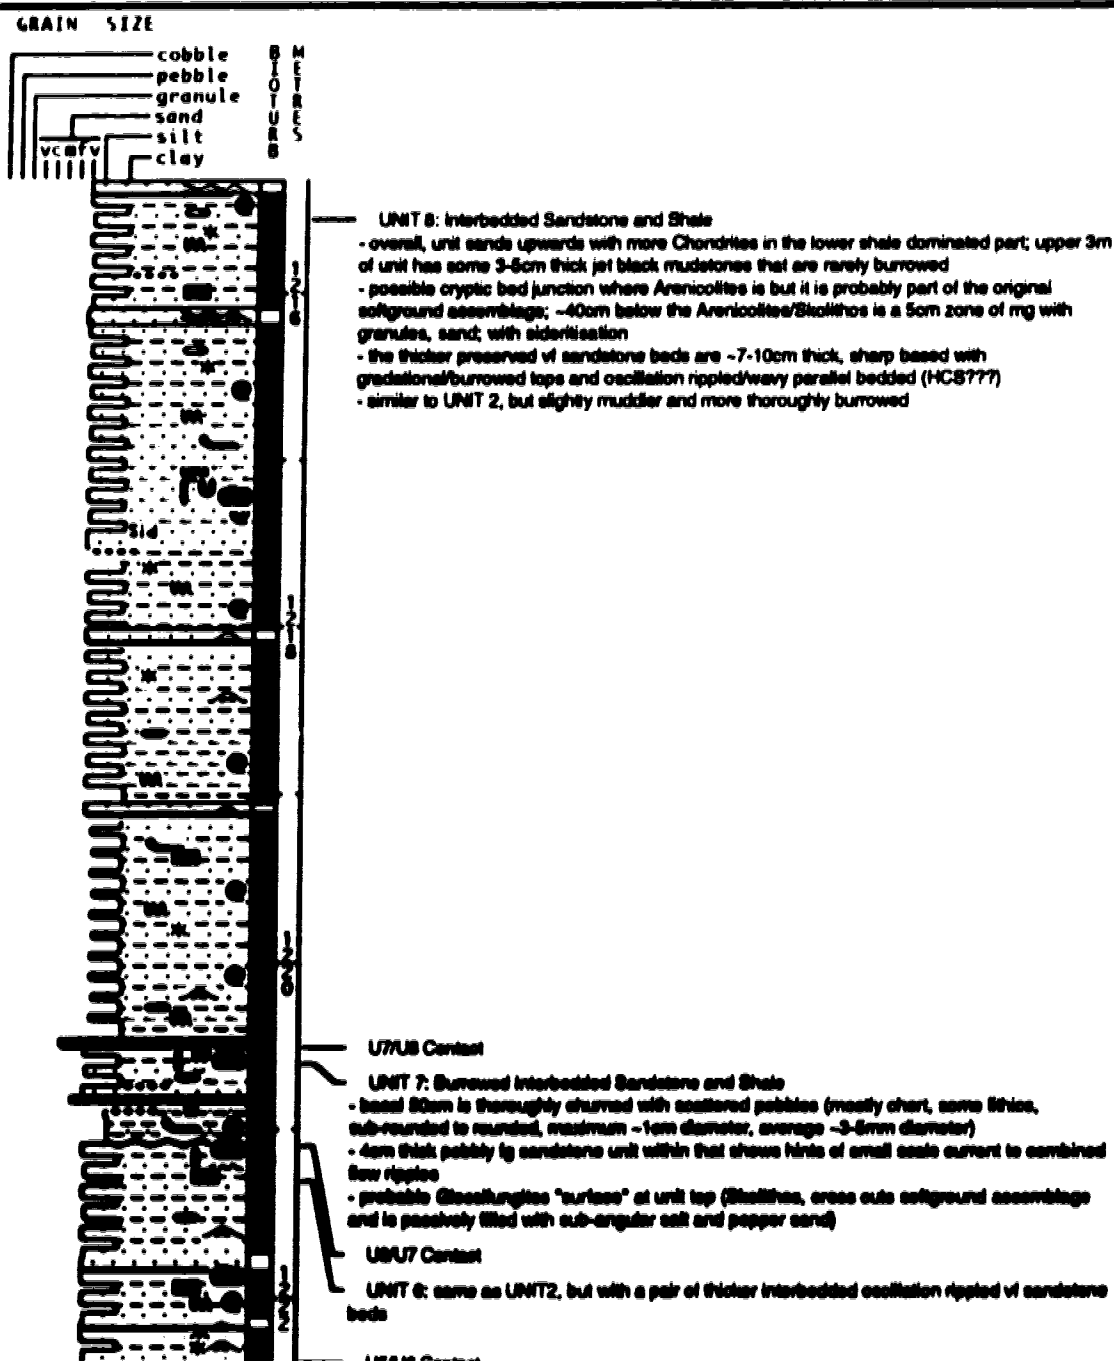 GRAIN SIZE
cobble
pebble
granule
sand
silt
vcmfv
clay
BIOTURB
METRES
UNIT 8: Interbedded Sandstone and Shale
- overall, unit sands upwards with more Chondrites in the lower shale dominated part; upper 3m
of unit has some 3-5cm thick jet black mudstones that are rarely burrowed
- possible cryptic bed junction where Arenicolites is but it is probably part of the original
softground assemblage; ~40cm below the Arenicolites/Skolithos is a 5cm zone of mg with
granules, sand; with sideritisation
- the thicker preserved vf sandstone beds are ~7-10cm thick, sharp based with
gradational/burrowed tops and oscillation rippled/wavy parallel bedded (HCS???)
- similar to UNIT 2, but slightly muddier and more thoroughly burrowed
1216
Sid
1218
1220
U7/U8 Contact
UNIT 7: Burrowed Interbedded Sandstone and Shale
- basal 50cm is thoroughly churned with scattered pebbles (mostly chert, some lithics,
sub-rounded to rounded, maximum ~1cm diameter, average ~3-5mm diameter)
- 4cm thick pebbly fg sandstone unit within that shows hints of small scale current to combined
flow ripples
- probable Glossifungites "surface" at unit top (Skolithos, cross cuts softground assemblage
and is passively filled with sub-angular salt and pepper sand)
U6/U7 Contact
UNIT 6: same as UNIT2, but with a pair of thicker interbedded oscillation rippled vf sandstone
beds
1222
U5/U6 Contact